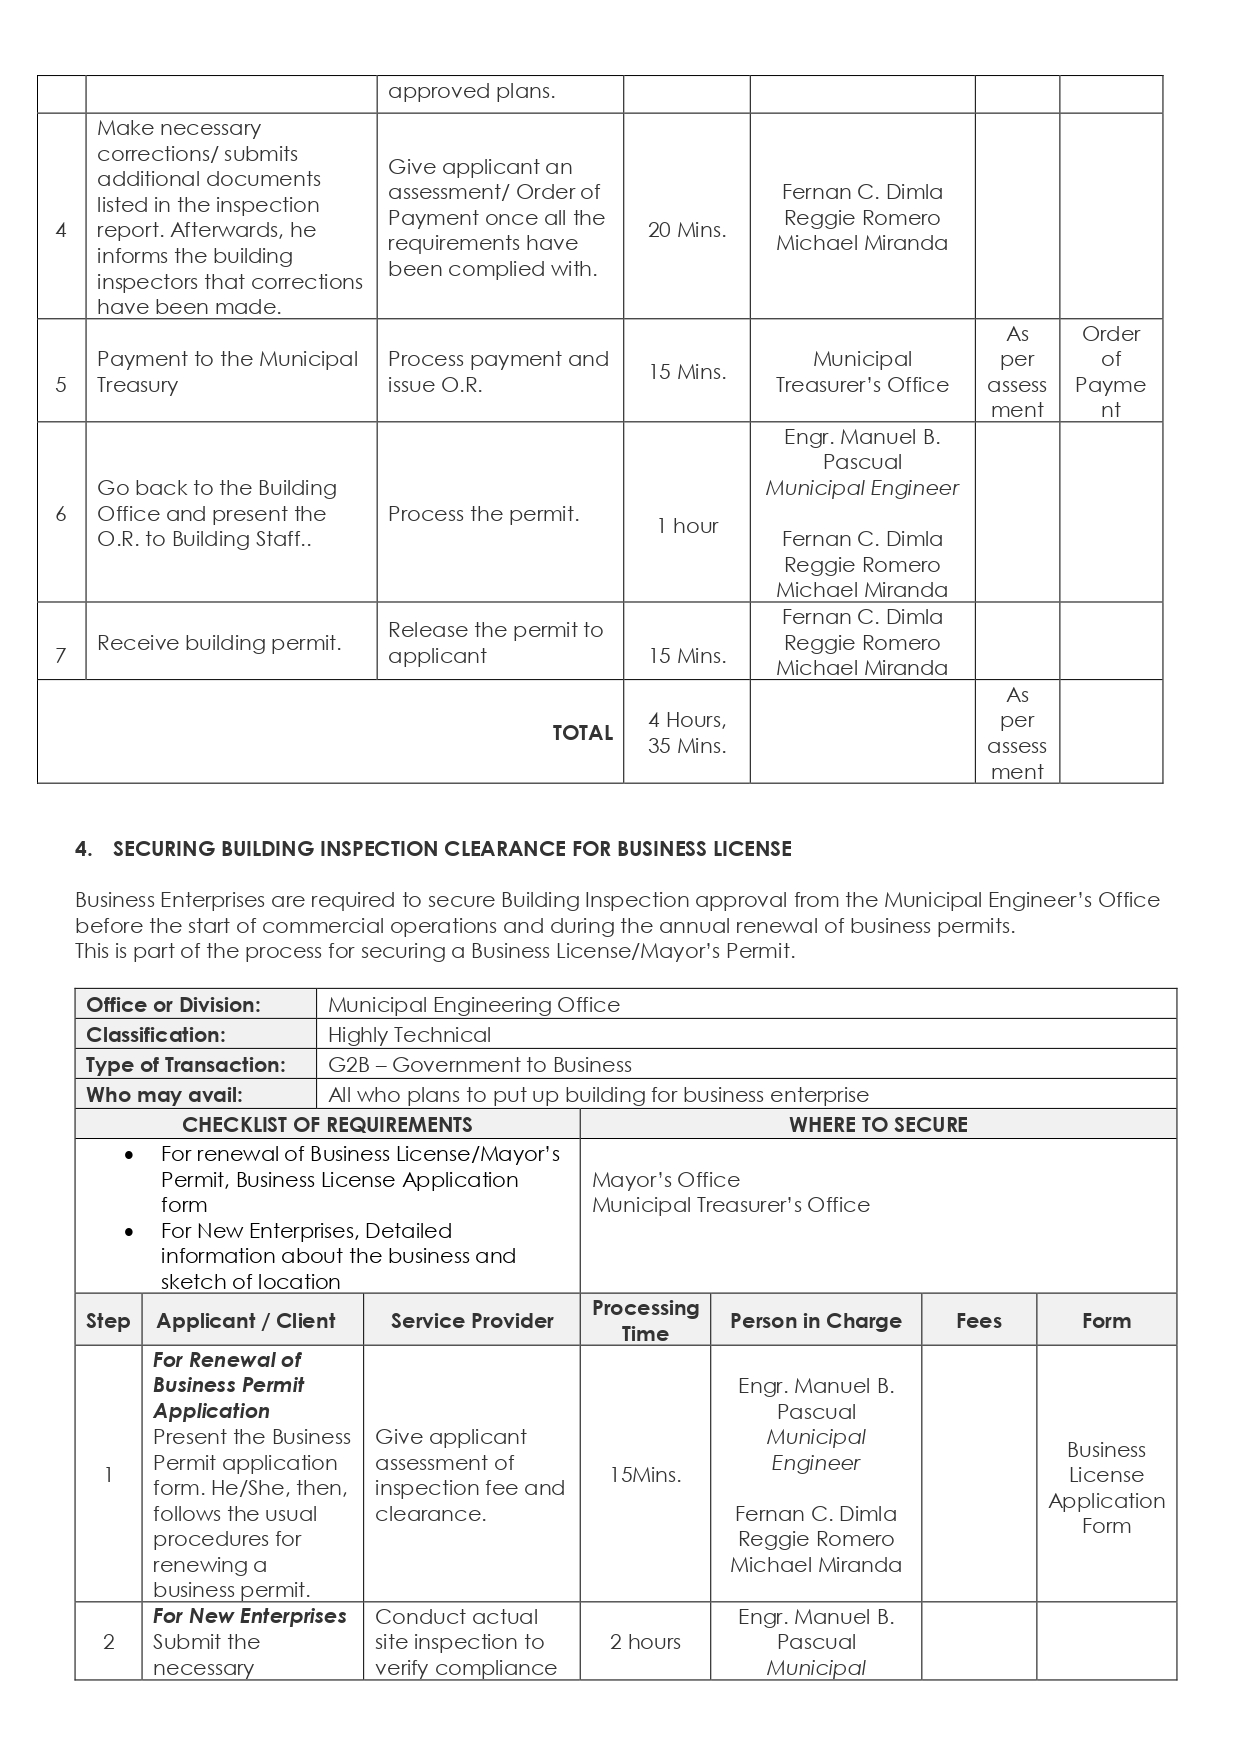 approved plans.
4
Make necessary
corrections/ submits
additional documents
listed in the inspection
report. Afterwards, he
informs the building
inspectors that corrections
have been made.
Give applicant an
assessment/ Order of
Payment once all the
requirements have
been complied with.
20 Mins.
Fernan C. Dimla
Reggie Romero
Michael Miranda
5
Payment to the Municipal
Treasury
Process payment and
issue O.R.
15 Mins.
Municipal
Treasurer’s Office
As
per
assess
ment
Order
of
Payme
nt
6
Go back to the Building
Office and present the
O.R. to Building Staff..
Process the permit.
1 hour
Engr. Manuel B.
Pascual
Municipal Engineer
Fernan C. Dimla
Reggie Romero
Michael Miranda
7
Receive building permit.
Release the permit to
applicant
15 Mins.
Fernan C. Dimla
Reggie Romero
Michael Miranda
TOTAL
4 Hours,
35 Mins.
As
per
assess
ment
4. SECURING BUILDING INSPECTION CLEARANCE FOR BUSINESS LICENSE
Business Enterprises are required to secure Building Inspection approval from the Municipal Engineer’s Office
before the start of commercial operations and during the annual renewal of business permits.
This is part of the process for securing a Business License/Mayor’s Permit.
Office or Division: Municipal Engineering Office
Classification: Highly Technical
Type of Transaction: G2B – Government to Business
Who may avail: All who plans to put up building for business enterprise
CHECKLIST OF REQUIREMENTS WHERE TO SECURE
• For renewal of Business License/Mayor’s
Permit, Business License Application
form
• For New Enterprises, Detailed
information about the business and
sketch of location
Mayor’s Office
Municipal Treasurer’s Office
Step
Applicant / Client
Service Provider
Processing
Time
Person in Charge
Fees
Form
1
For Renewal of
Business Permit
Application
Present the Business
Permit application
form. He/She, then,
follows the usual
procedures for
renewing a
business permit.
Give applicant
assessment of
inspection fee and
clearance.
15Mins.
Engr. Manuel B.
Pascual
Municipal
Engineer
Fernan C. Dimla
Reggie Romero
Michael Miranda
Business
License
Application
Form
2
For New Enterprises
Submit the
necessary
Conduct actual
site inspection to
verify compliance
2 hours
Engr. Manuel B.
Pascual
Municipal